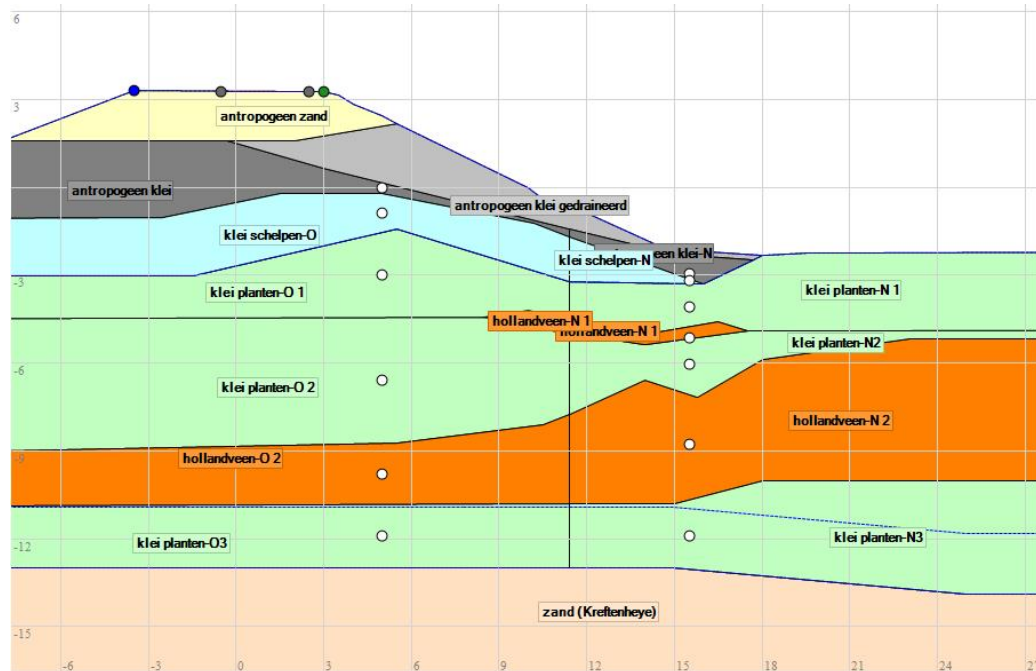 6
3
antropogeen zand
antropogeen klei
antropogeen klei gedraineerd
klei schelpen-O
een klei-N
klei schelpen-N
-3
klei planten-O 1
klei planten-N 1
hollandveen-N 1
hollandveen-N 1
klei planten-N2
-6
klei planten-O 2
hollandveen-N 2
-9
hollandveen-O 2
klei planten-O3
klei planten-N3
-12
zand (Kreftenheye)
-15
-6 -3 0 3 6 9 12 15 18 21 24